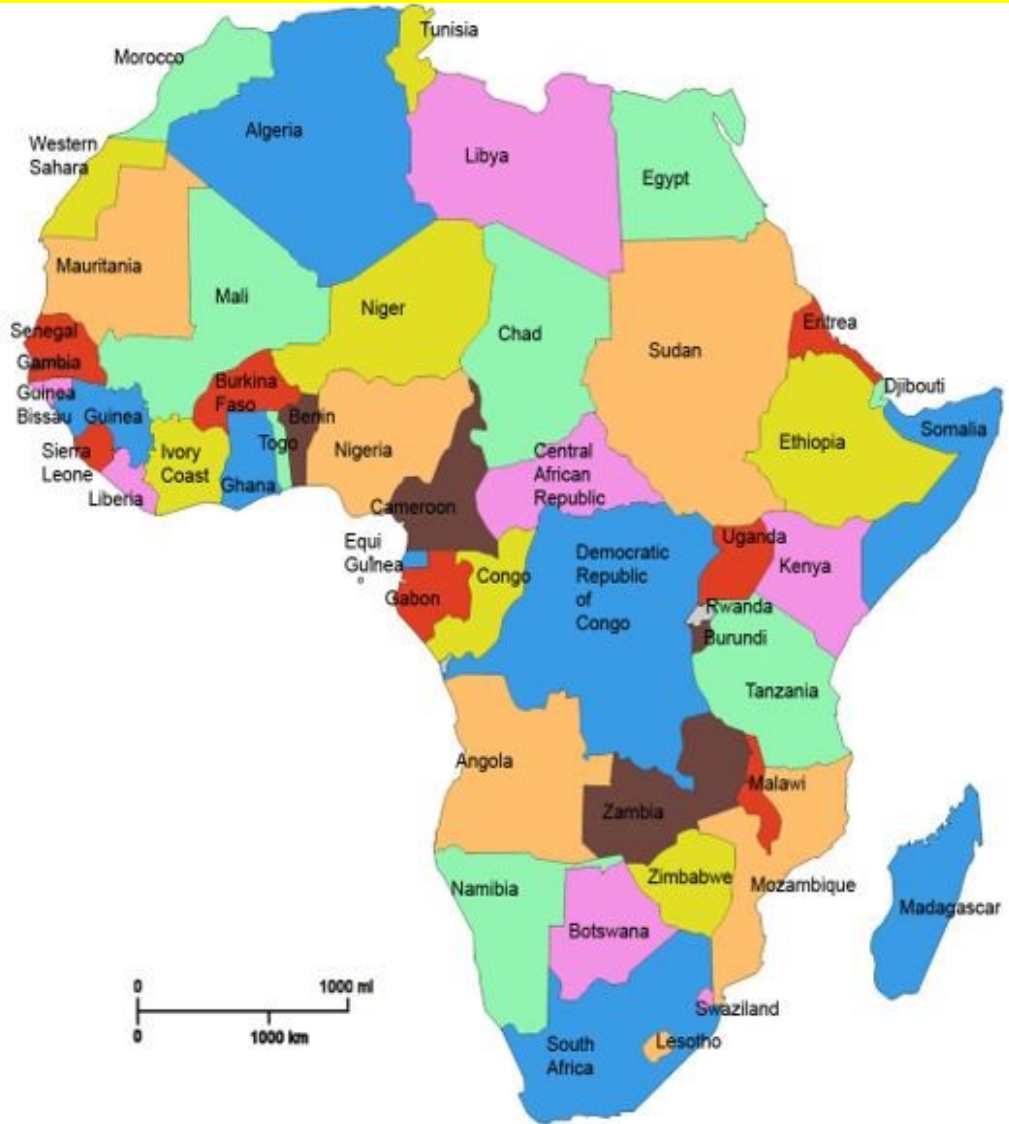 Tunisia
Morocco
Algeria
Western
Sahara
Libya
Egypt
Mauritania
Mali
Niger
Chad
Sudan
Eritrea
Senegal
Gambia
Burkina
Faso
Djibouti
Guinea
Bissau
Guinea
Benin
Togo
Nigeria
Somalia
Ethiopia
Sierra
Leone
Ivory
Coast
Central
African
Republic
Liberia
Ghana
Cameroon
Equi
Guinea
Uganda
Kenya
Democratic
Republic
of
Congo
Congo
Gabon
Rwanda
Burundi
Tanzania
Angola
Malawi
Zambia
Zimbabwe
Mozambique
Namibia
Botswana
Madagascar
0 1000 mi
0 1000 km
Swaziland
South
Africa
Lesotho